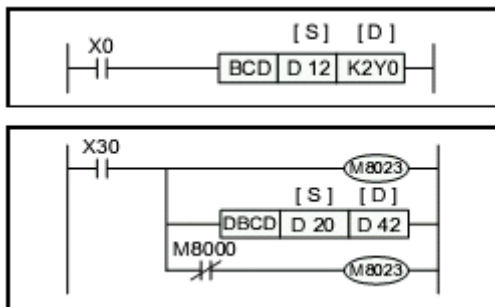 [ S ] [ D ]
X0
BCD D 12 K2Y0
X30
M8023
[ S ] [ D ]
DBCD D 20 D 42
M8000
M8023